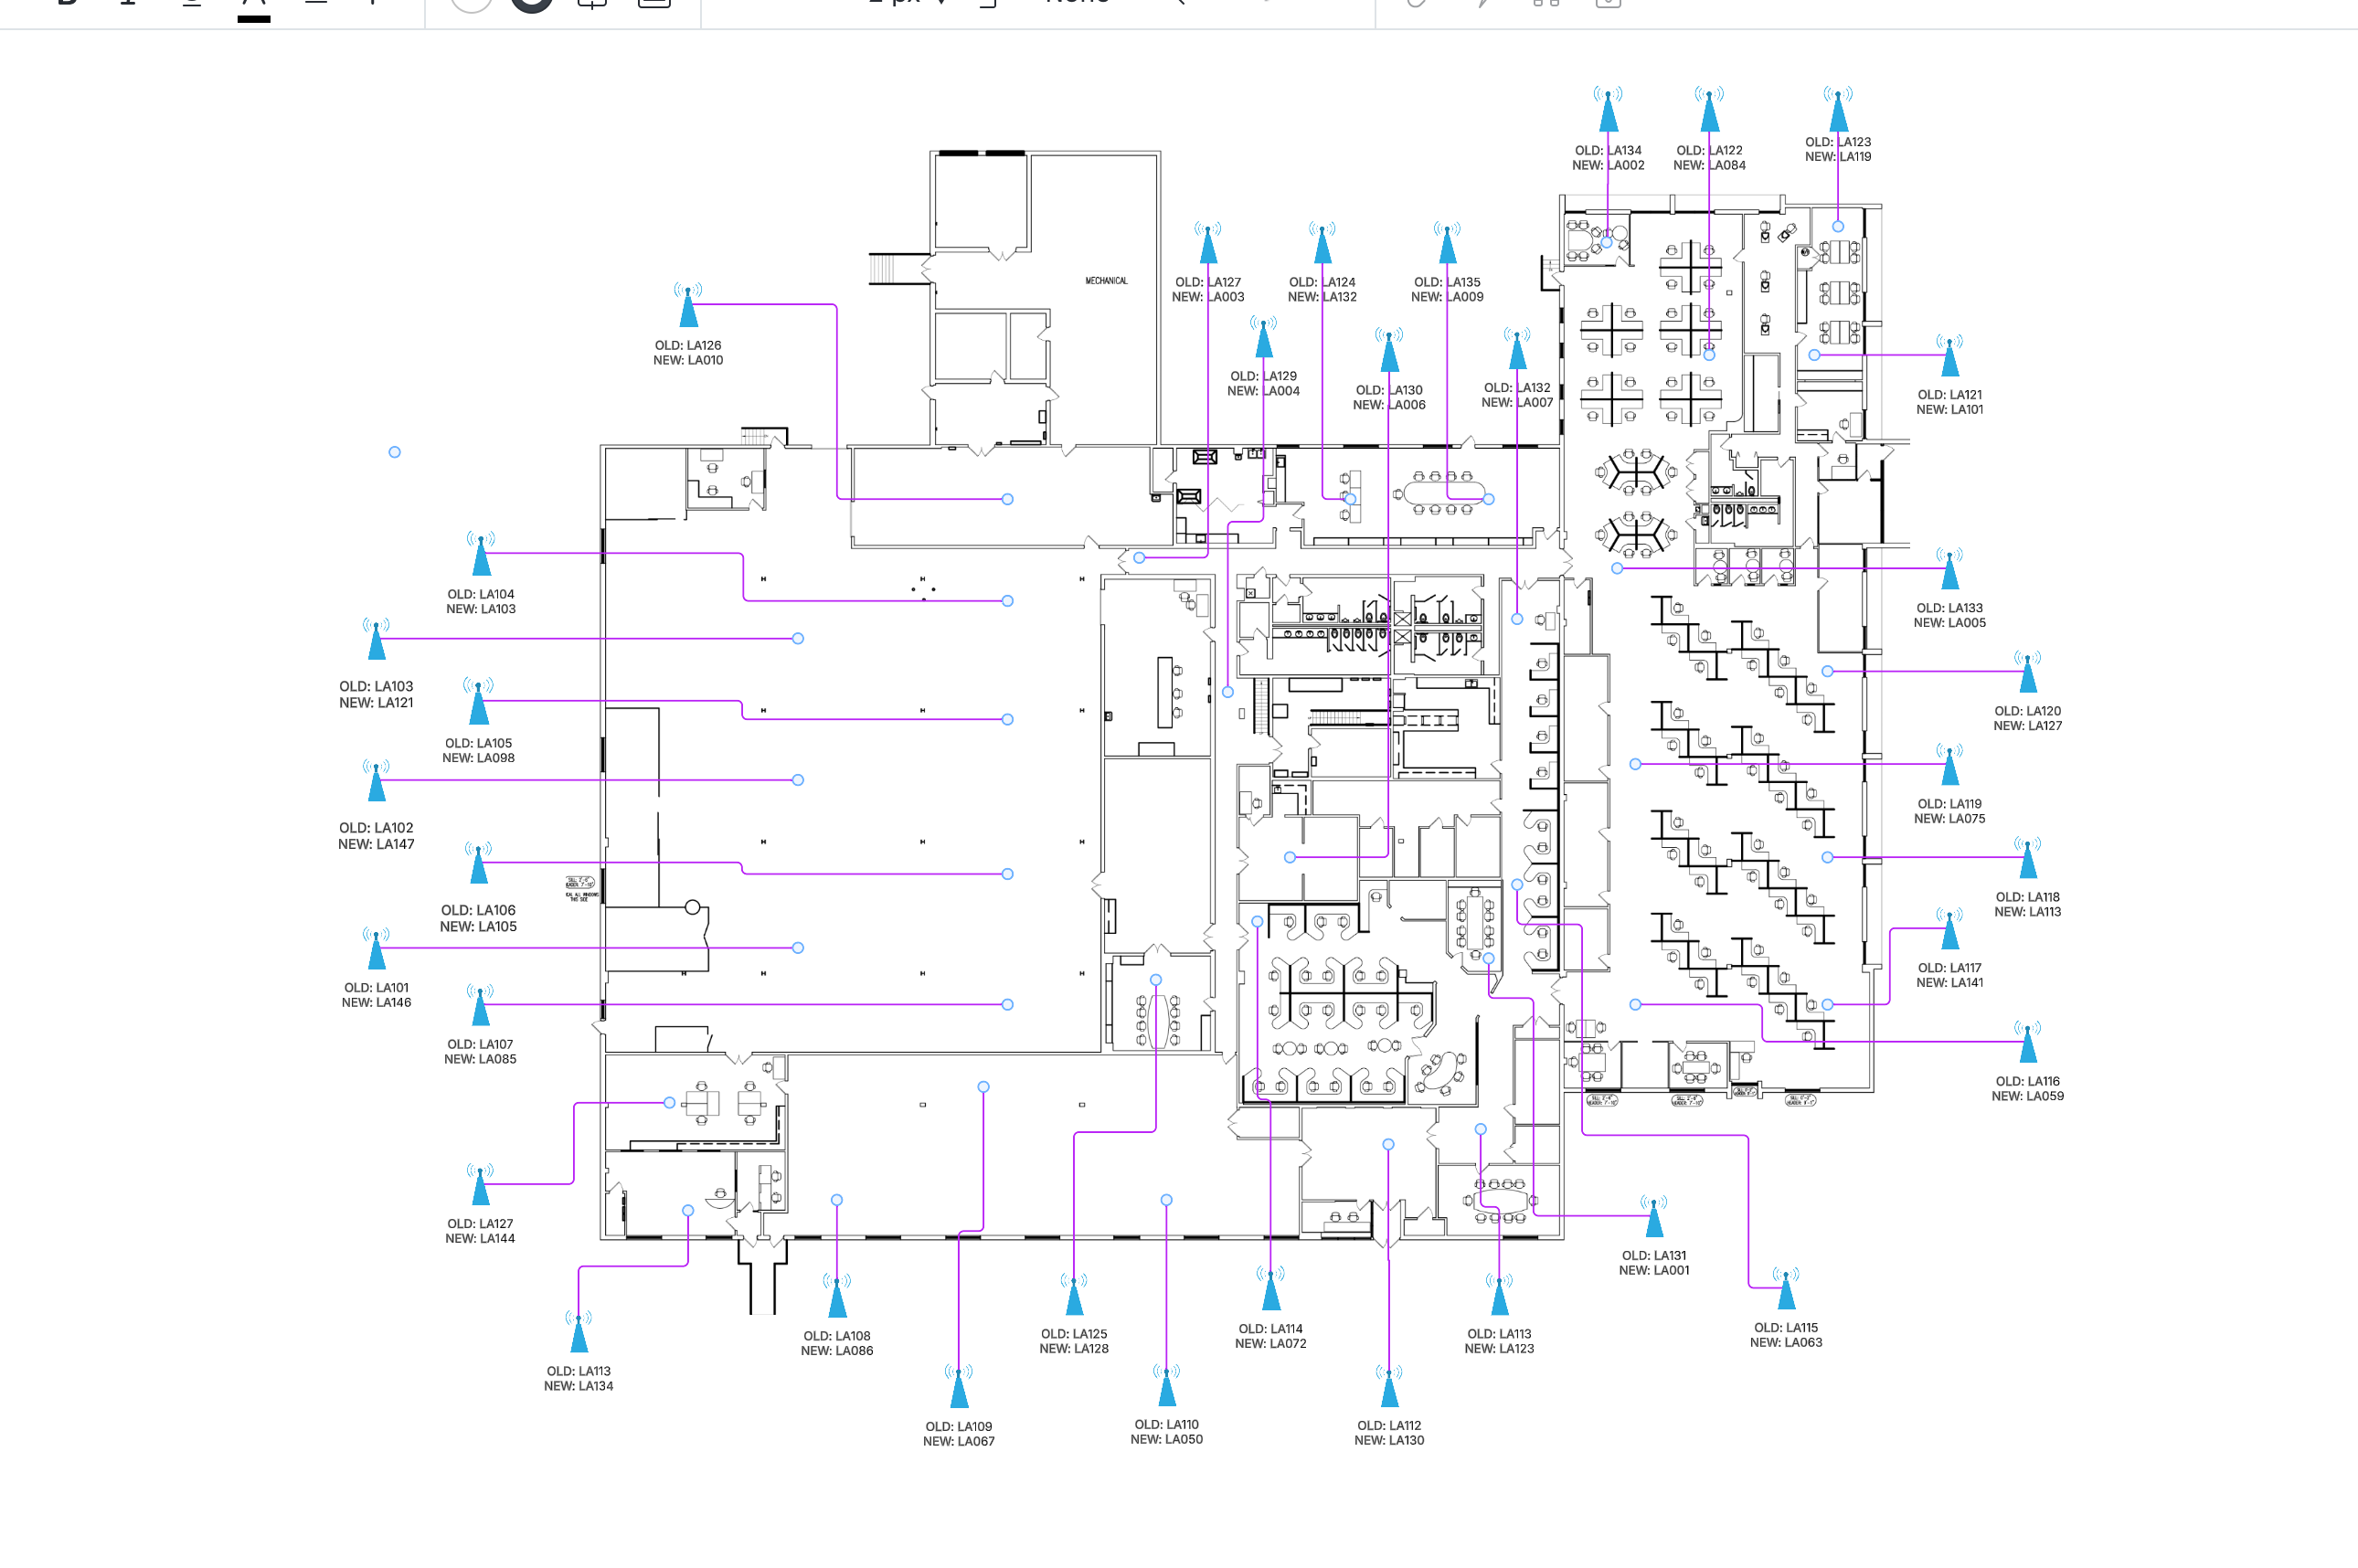 OLD: LA134
NEW: LA002
OLD: LA122
NEW: LA084
OLD: LA123
NEW: LA119
MECHANICAL
OLD: LA127
NEW: LA003
OLD: LA124
NEW: LA132
OLD: LA135
NEW: LA009
OLD: LA126
NEW: LA010
OLD: LA129
NEW: LA004
OLD: LA130
NEW: LA006
OLD: LA132
NEW: LA007
OLD: LA121
NEW: LA101
OLD: LA104
NEW: LA103
OLD: LA133
NEW: LA005
OLD: LA103
NEW: LA121
OLD: LA105
NEW: LA098
OLD: LA120
NEW: LA127
OLD: LA102
NEW: LA147
OLD: LA119
NEW: LA075
OLD: LA106
NEW: LA105
OLD: LA118
NEW: LA113
OLD: LA101
NEW: LA146
OLD: LA117
NEW: LA141
OLD: LA107
NEW: LA085
OLD: LA116
NEW: LA059
OLD: LA127
NEW: LA144
OLD: LA131
NEW: LA001
OLD: LA113
NEW: LA134
OLD: LA108
NEW: LA086
OLD: LA125
NEW: LA128
OLD: LA114
NEW: LA072
OLD: LA113
NEW: LA123
OLD: LA115
NEW: LA063
OLD: LA109
NEW: LA067
OLD: LA110
NEW: LA050
OLD: LA112
NEW: LA130